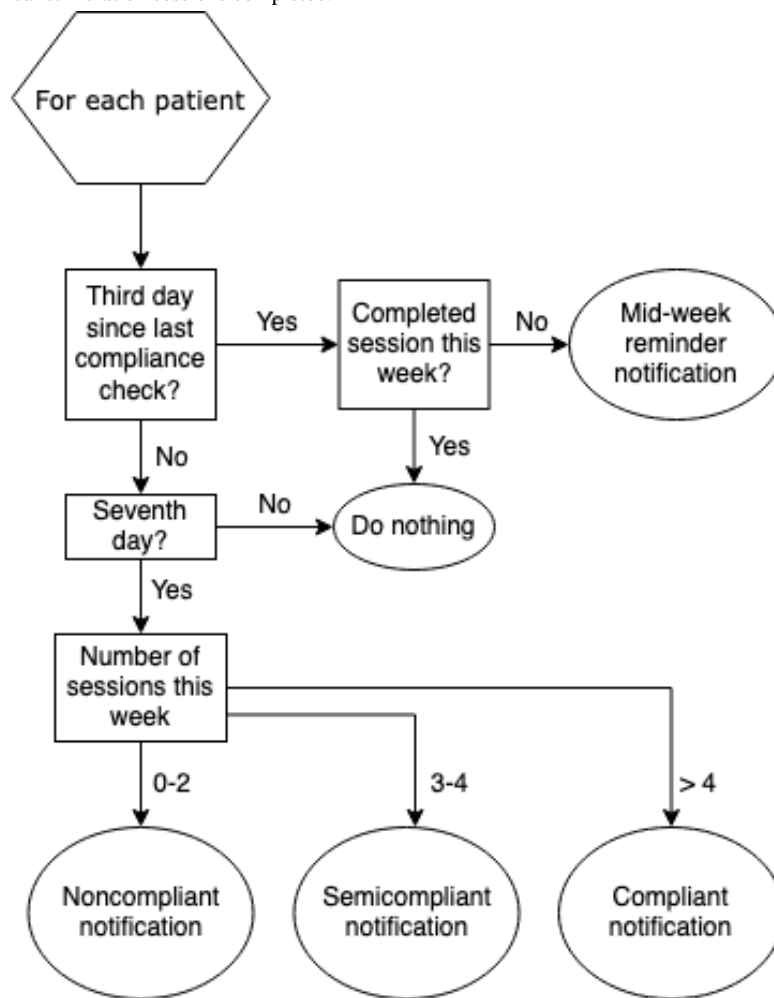 sessions completed.
For each patient
Third day
since last
compliance
check?
Yes
Completed
session this
week?
No
Mid-week
reminder
notification
No
Yes
Seventh
day?
No
Do nothing
Yes
Number of
sessions this
week
0-2
3-4
> 4
Noncompliant
notification
Semicompliant
notification
Compliant
notification